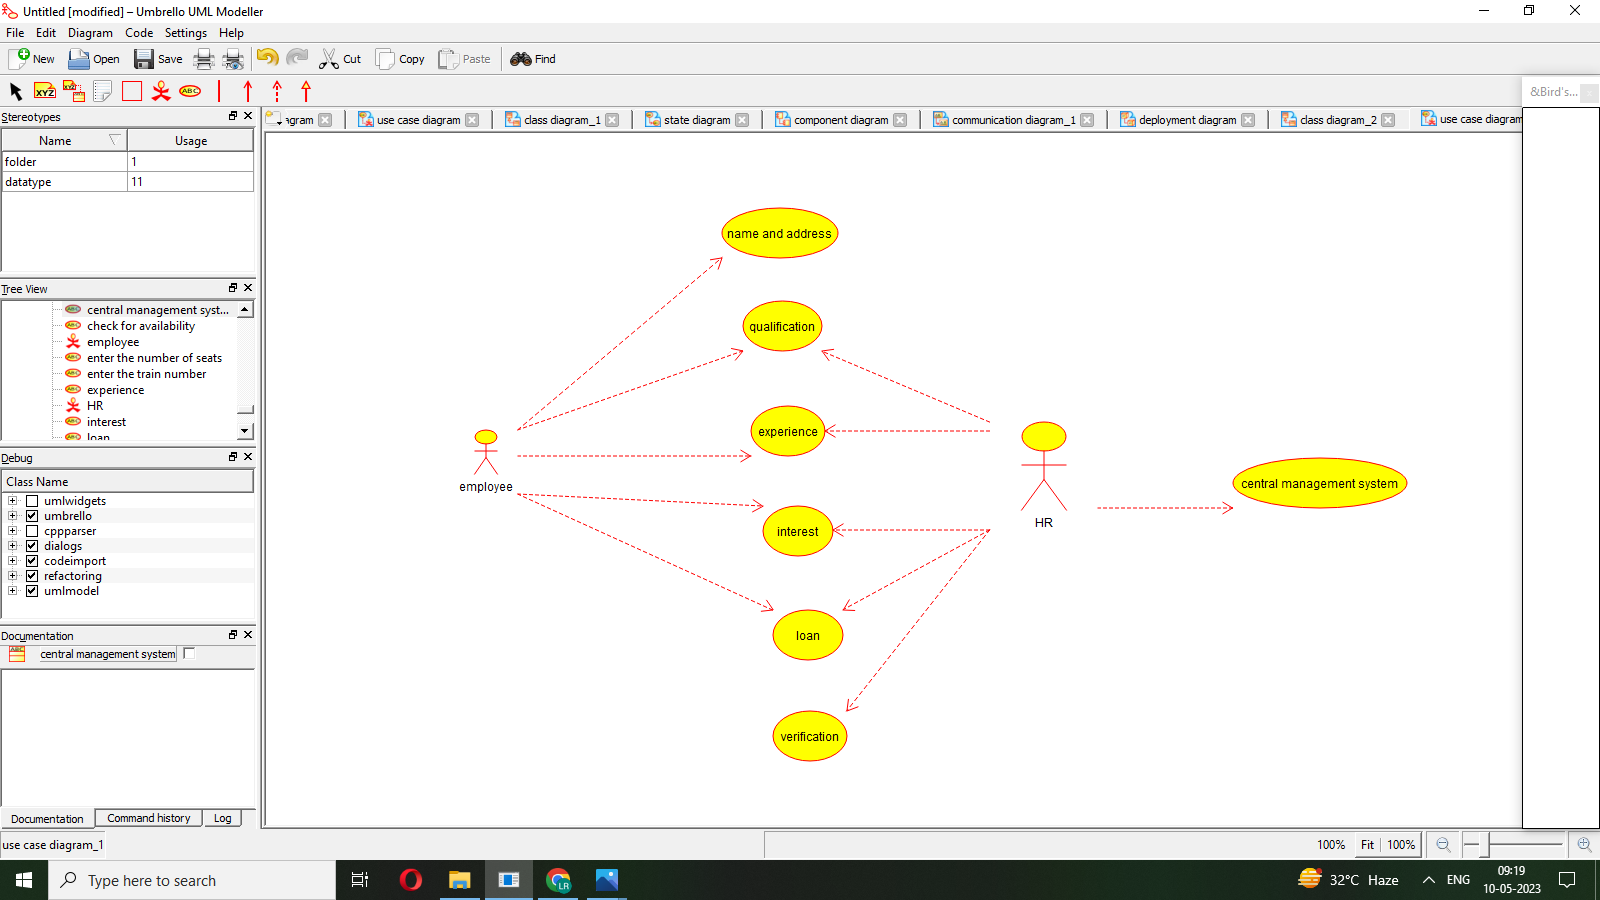 Untitled [modified] – Umbrello UML Modeller
File Edit Diagram Code Settings Help
New Open Save Cut Copy Paste Find
XYZ XYZ ABC
&Bird's...
Stereotypes
gram use case diagram class diagram_1 state diagram component diagram communication diagram_1 deployment diagram class diagram_2 use case diagram
Name Usage
folder 1
datatype 11
Tree View
central management syst...
check for availability
employee
enter the number of seats
enter the train number
experience
HR
interest
loan
Debug
Class Name
umlwidgets
umbrello
cppparser
dialogs
codeimport
refactoring
umlmodel
Documentation
central management system
Documentation Command history Log
name and address
qualification
experience
employee
interest
loan
verification
HR
central management system
use case diagram_1
100% Fit 100%
Type here to search
LR
32°C Haze
ENG
09:19
10-05-2023